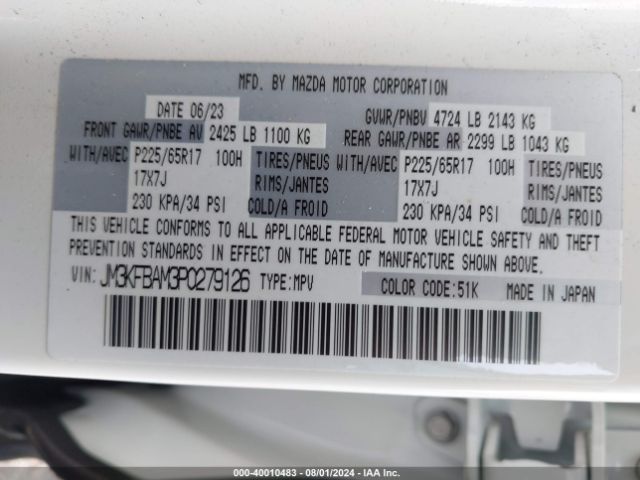 MFD. BY MAZDA MOTOR CORPORATION
DATE 06/23 GVWR/PNBV 4724 LB 2143 KG
FRONT GAWR/PNBE AV 2425 LB 1100 KG REAR GAWR/PNBE AR 2299 LB 1043 KG
WITH/AVEC P225/65R17 100H TIRES/PNEUS WITH/AVEC P225/65R17 100H TIRES/PNEUS
17X7J RIMS/JANTES 17X7J RIMS/JANTES
230 KPA/34 PSI COLD/A FROID 230 KPA/34 PSI COLD/A FROID
THIS VEHICLE CONFORMS TO ALL APPLICABLE FEDERAL MOTOR VEHICLE SAFETY AND THEFT
PREVENTION STANDARDS IN EFFECT ON THE DATE OF MANUFACTURE SHOWN ABOVE.
VIN: JM3KFBAM3P0279126 TYPE:MPV COLOR CODE:51K MADE IN JAPAN
000-40010483 - 08/01/2024 - IAA, Inc.